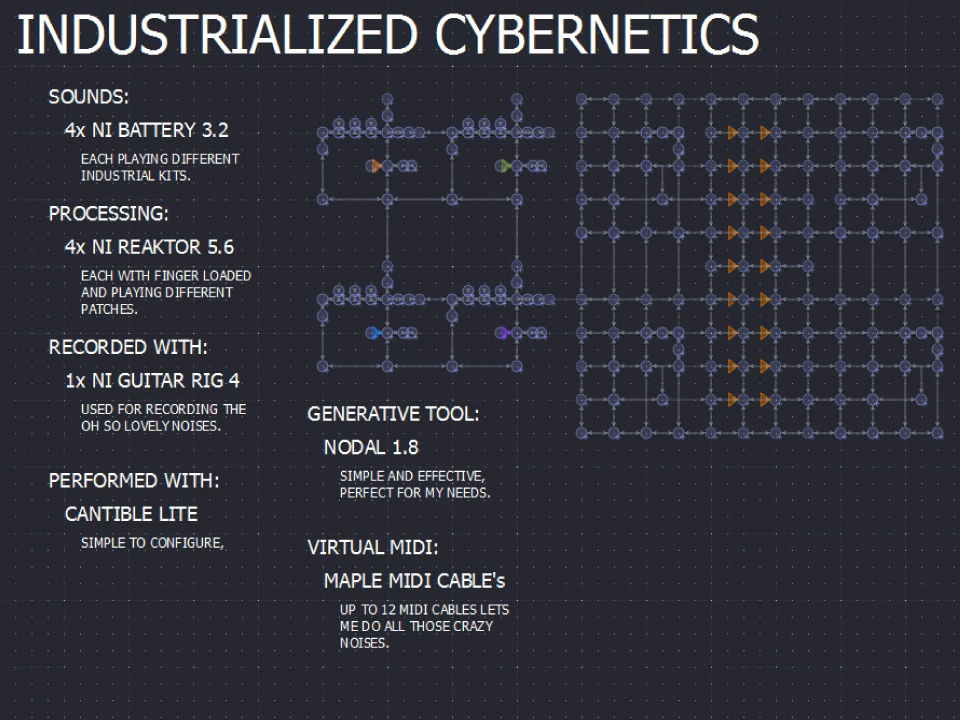 INDUSTRIALIZED CYBERNETICS
SOUNDS:
4x NI BATTERY 3.2
EACH PLAYING DIFFERENT
INDUSTRIAL KITS.
PROCESSING:
4x NI REAKTOR 5.6
EACH WITH FINGER LOADED
AND PLAYING DIFFERENT
PATCHES.
RECORDED WITH:
1x NI GUITAR RIG 4
USED FOR RECORDING THE
OH SO LOVELY NOISES.
PERFORMED WITH:
CANTIBLE LITE
SIMPLE TO CONFIGURE,
GENERATIVE TOOL:
NODAL 1.8
SIMPLE AND EFFECTIVE,
PERFECT FOR MY NEEDS.
VIRTUAL MIDI:
MAPLE MIDI CABLE's
UP TO 12 MIDI CABLES LETS
ME DO ALL THOSE CRAZY
NOISES.